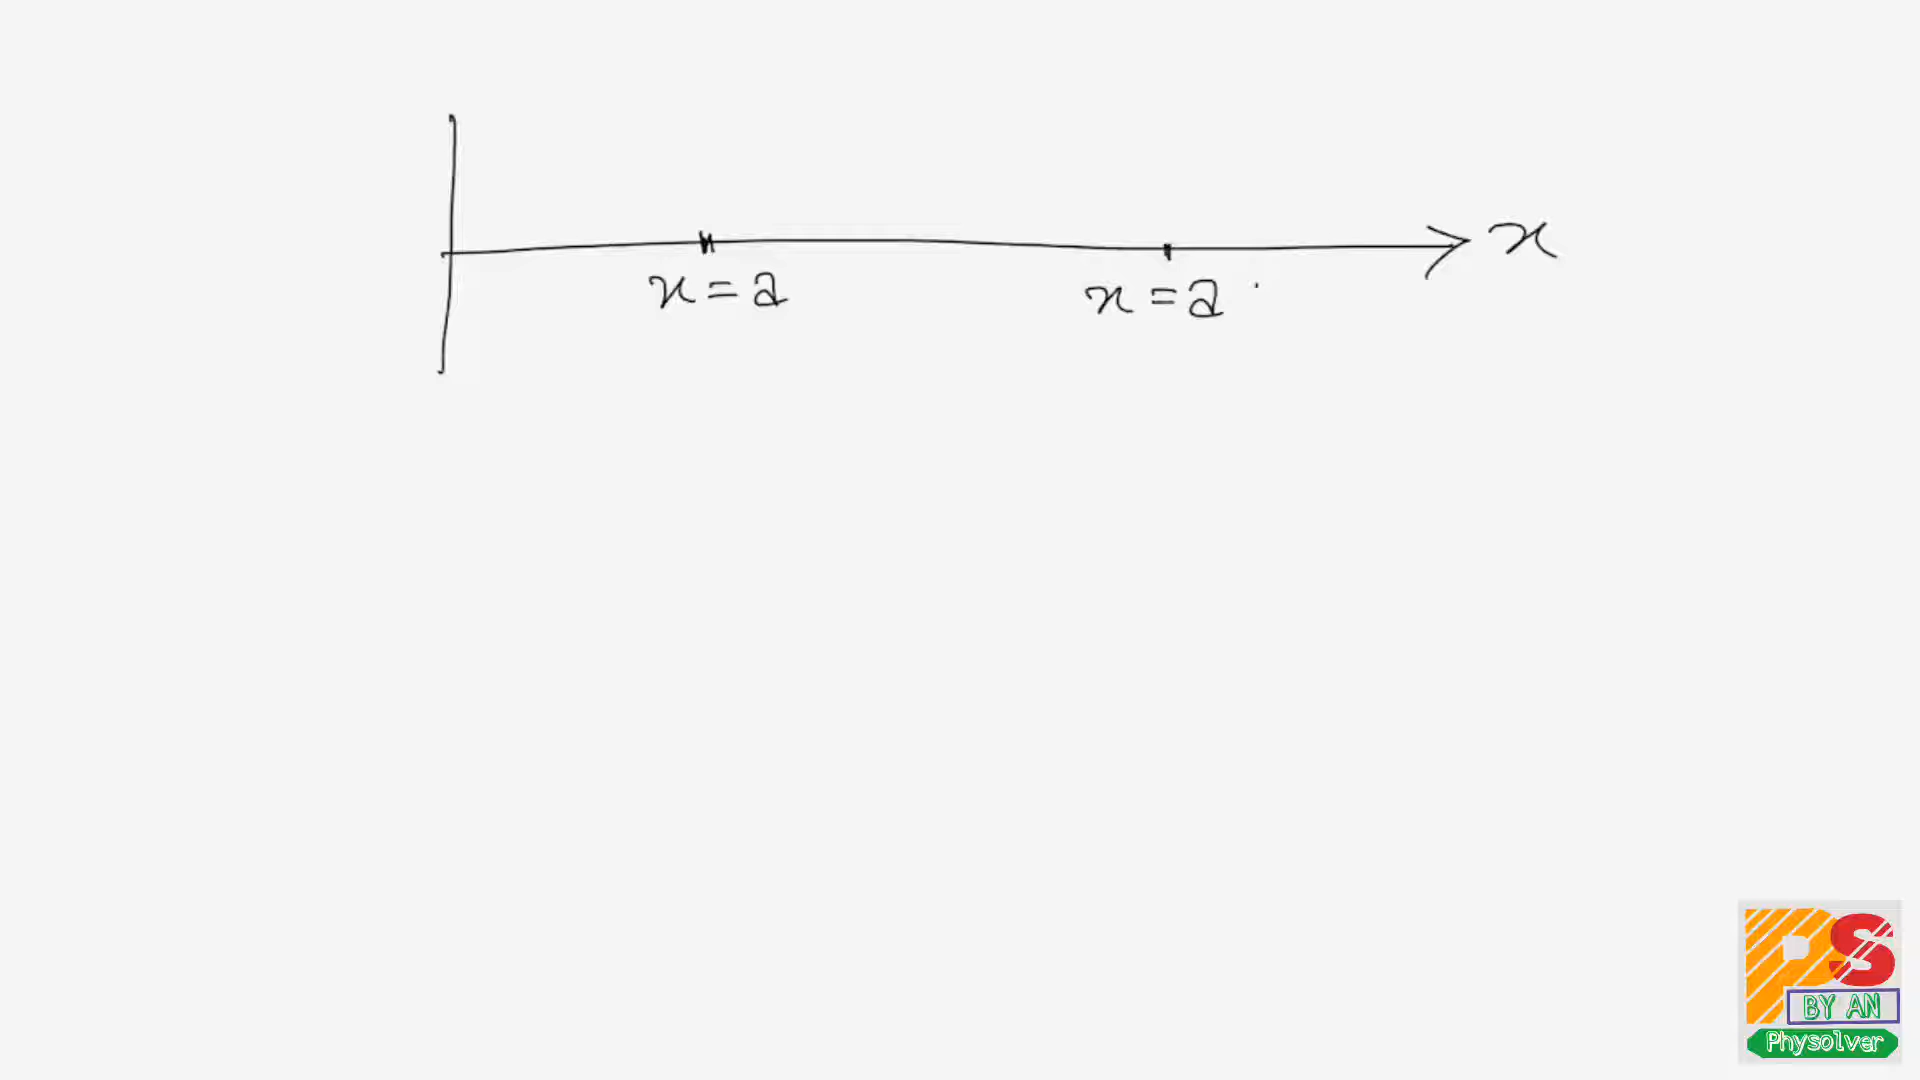 x
x = a
x = a
PS
BY AN
Physolver